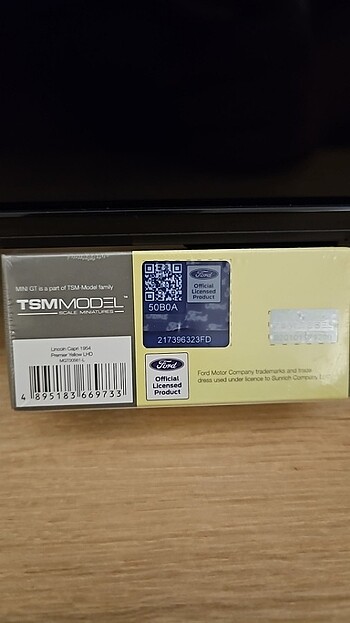 MINI GT is a part of TSM-Model family
TSMMODEL™
SCALE MINIATURES
Lincoln Capri 1954
Premier Yellow LHD
4 895183 669733
Ford
Official
Licensed
Product
50B0A
217396323FD
Ford
Official
Licensed
Product
Ford Motor Company trademarks and trade
dress used under licence to Sunrich Company